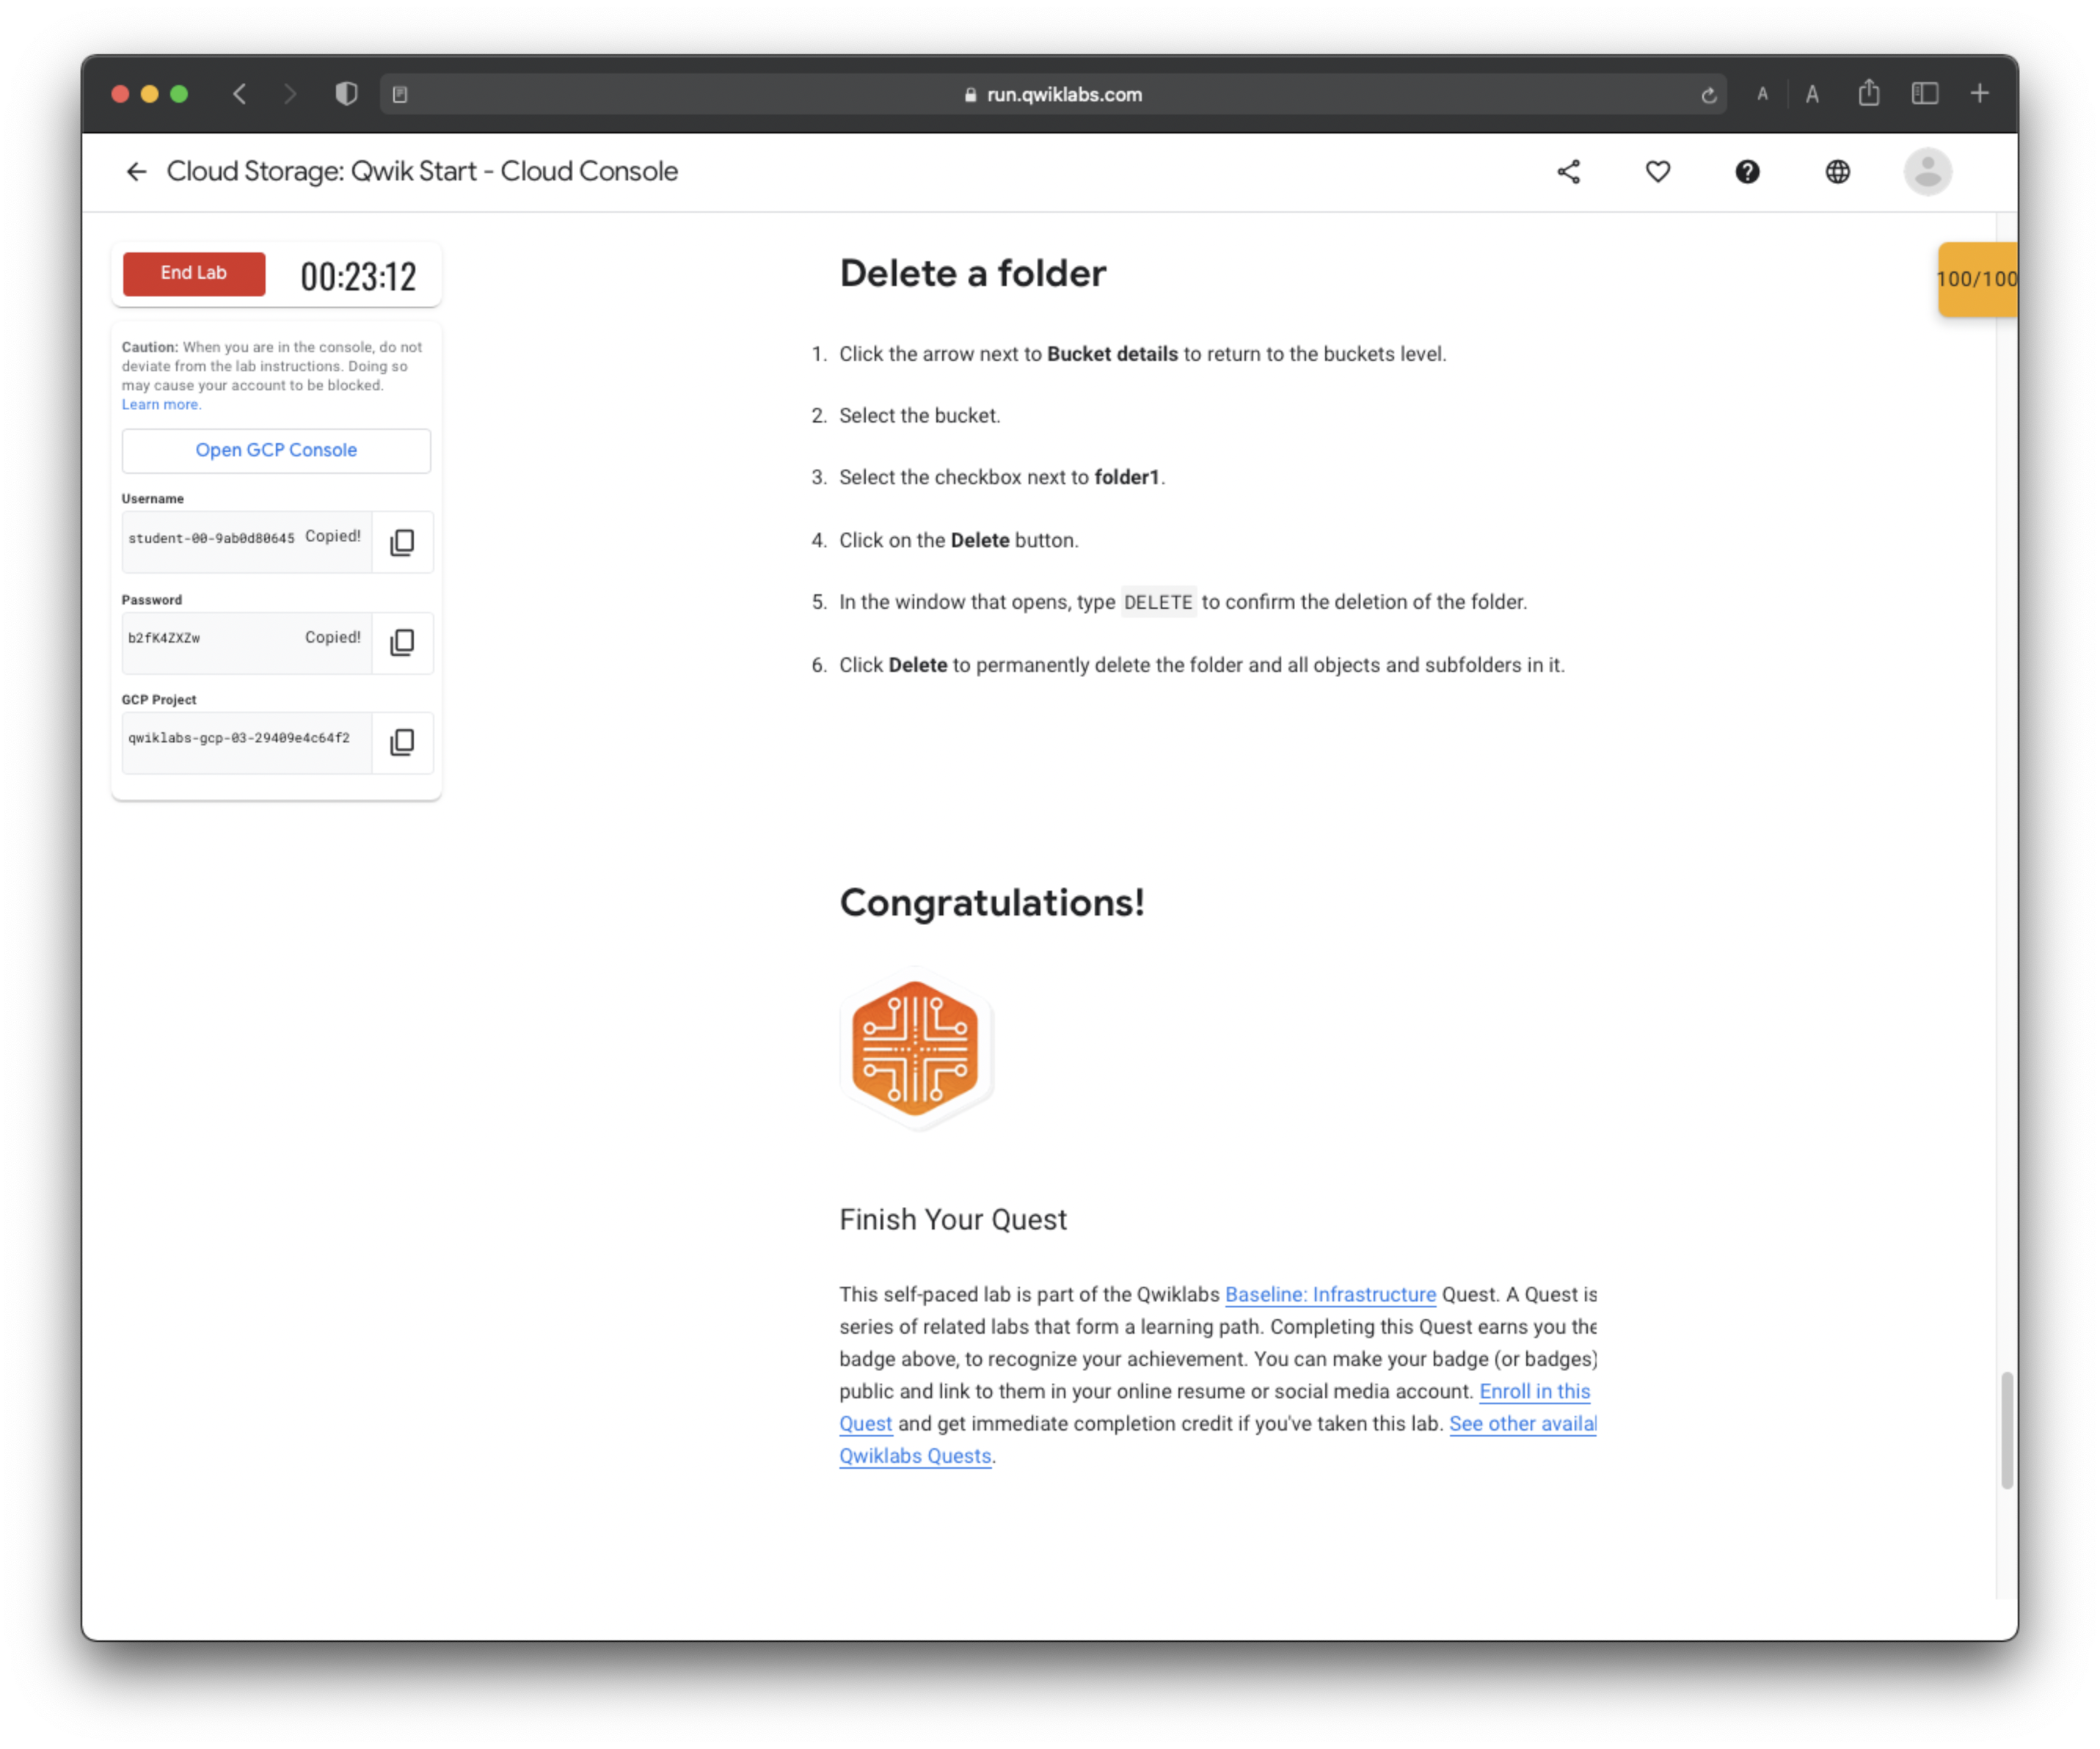 run.qwiklabs.com
A A
Cloud Storage: Qwik Start - Cloud Console
End Lab 00:23:12
Caution: When you are in the console, do not
deviate from the lab instructions. Doing so
may cause your account to be blocked.
Learn more.
Open GCP Console
Username
student-00-9ab0d80645 Copied!
Password
b2fK4ZXZw Copied!
GCP Project
qwiklabs-gcp-03-29409e4c64f2
100/100
Delete a folder
1. Click the arrow next to Bucket details to return to the buckets level.
2. Select the bucket.
3. Select the checkbox next to folder1.
4. Click on the Delete button.
5. In the window that opens, type DELETE to confirm the deletion of the folder.
6. Click Delete to permanently delete the folder and all objects and subfolders in it.
Congratulations!
Finish Your Quest
This self-paced lab is part of the Qwiklabs Baseline: Infrastructure Quest. A Quest is
series of related labs that form a learning path. Completing this Quest earns you the
badge above, to recognize your achievement. You can make your badge (or badges)
public and link to them in your online resume or social media account. Enroll in this
Quest and get immediate completion credit if you've taken this lab. See other availal
Qwiklabs Quests.